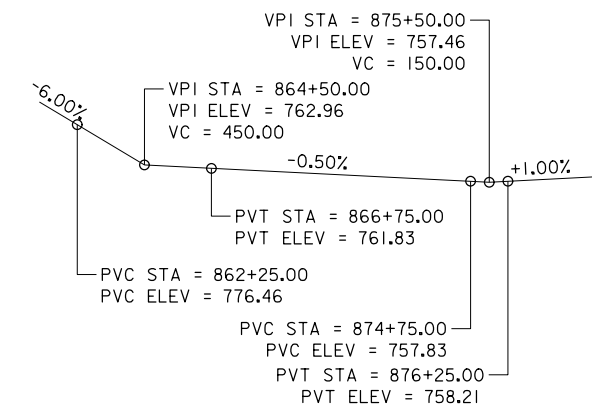 VPI STA = 875+50.00
VPI ELEV = 757.46
VC = 150.00
-6.00%
VPI STA = 864+50.00
VPI ELEV = 762.96
VC = 450.00
-0.50%
+1.00%
PVT STA = 866+75.00
PVT ELEV = 761.83
PVC STA = 862+25.00
PVC ELEV = 776.46
PVC STA = 874+75.00
PVC ELEV = 757.83
PVT STA = 876+25.00
PVT ELEV = 758.21